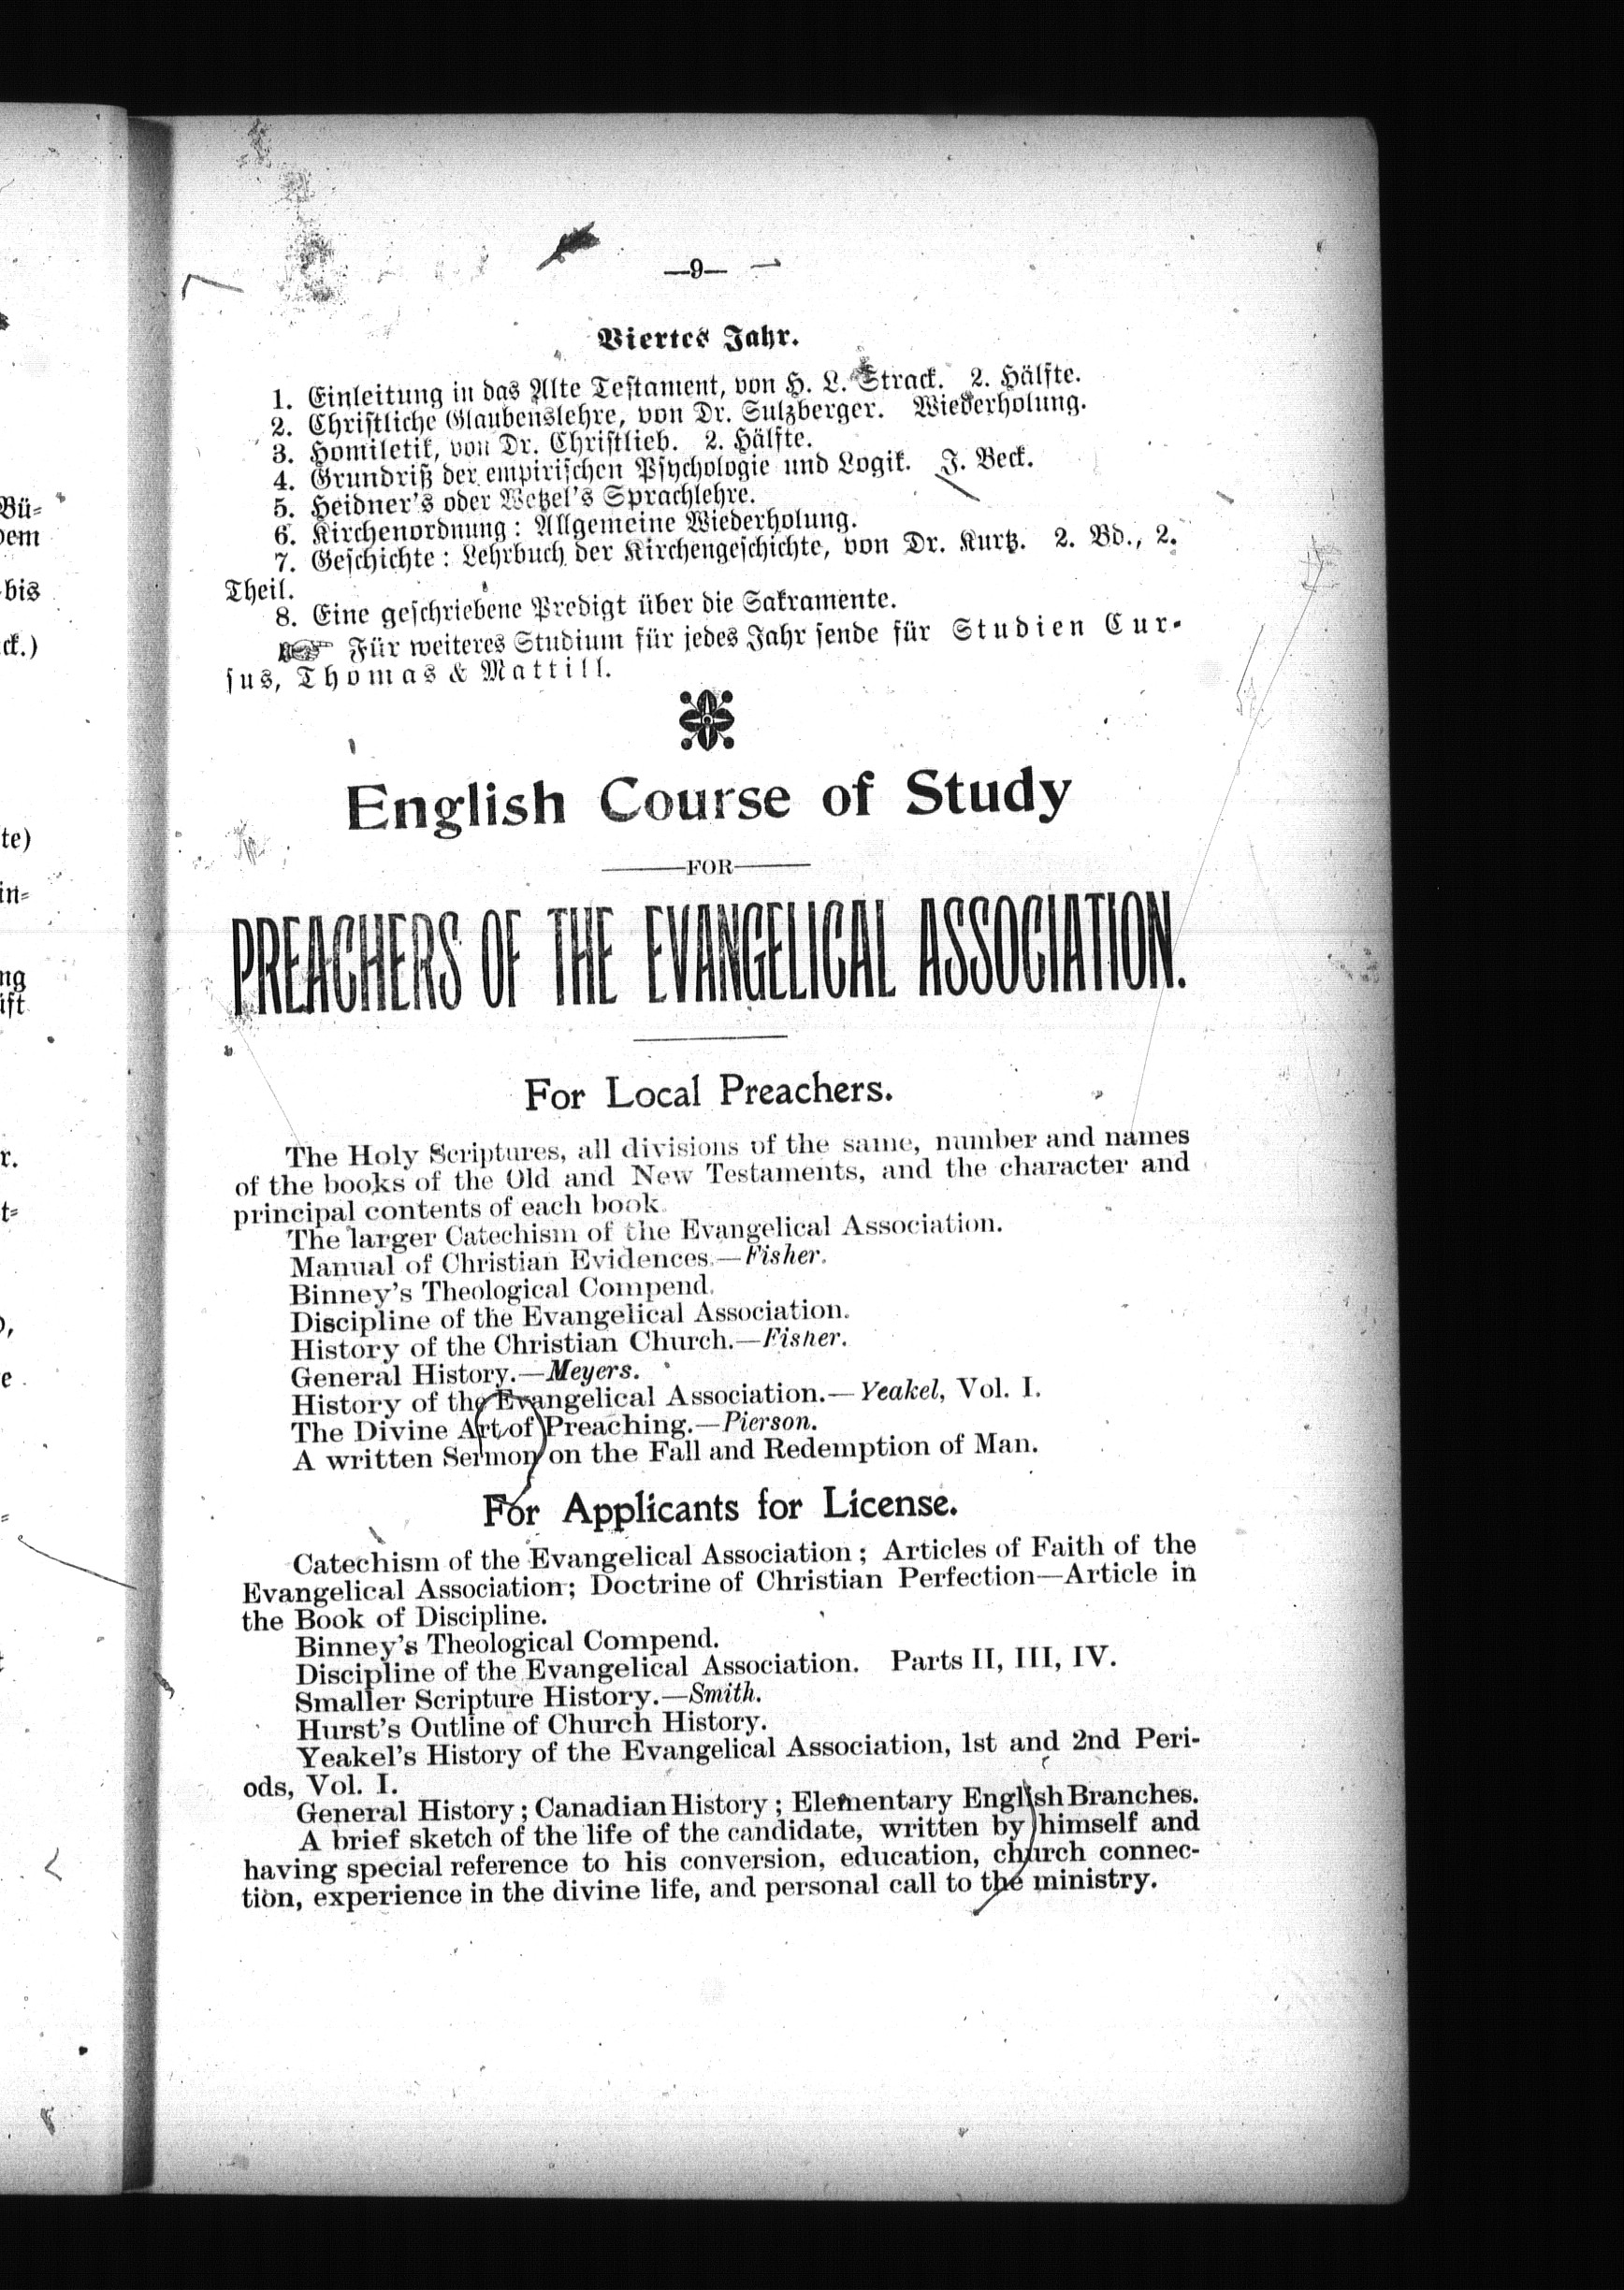 —9—
Viertes Jahr.
1. Einleitung in das Alte Testament, von H. L. Strack. 2. Hälfte.
2. Christliche Glaubenslehre, von Dr. Sulzberger. Wiederholung.
3. Homiletik, von Dr. Christlieb. 2. Hälfte.
4. Grundriß der empirischen Psychologie und Logik. J. Beck.
5. Heidner's oder Wetzel's Sprachlehre.
6. Kirchenordnung: Allgemeine Wiederholung.
7. Geschichte: Lehrbuch der Kirchengeschichte, von Dr. Kurtz. 2. Bd., 2.
Theil.
8. Eine geschriebene Predigt über die Sakramente.
☞ Für weiteres Studium für jedes Jahr sende für Studien Cur-
sus, Thomas & Mattill.
English Course of Study
—FOR—
PREACHERS OF THE EVANGELICAL ASSOCIATION.
For Local Preachers.
The Holy Scriptures, all divisions of the same, number and names
of the books of the Old and New Testaments, and the character and
principal contents of each book.
The larger Catechism of the Evangelical Association.
Manual of Christian Evidences.—Fisher.
Binney's Theological Compend.
Discipline of the Evangelical Association.
History of the Christian Church.—Fisher.
General History.—Meyers.
History of the Evangelical Association.—Yeakel, Vol. I.
The Divine Art of Preaching.—Pierson.
A written Sermon on the Fall and Redemption of Man.
For Applicants for License.
Catechism of the Evangelical Association; Articles of Faith of the
Evangelical Association; Doctrine of Christian Perfection—Article in
the Book of Discipline.
Binney's Theological Compend.
Discipline of the Evangelical Association. Parts II, III, IV.
Smaller Scripture History.—Smith.
Hurst's Outline of Church History.
Yeakel's History of the Evangelical Association, 1st and 2nd Peri-
ods, Vol. I.
General History; Canadian History; Elementary English Branches.
A brief sketch of the life of the candidate, written by himself and
having special reference to his conversion, education, church connec-
tion, experience in the divine life, and personal call to the ministry.